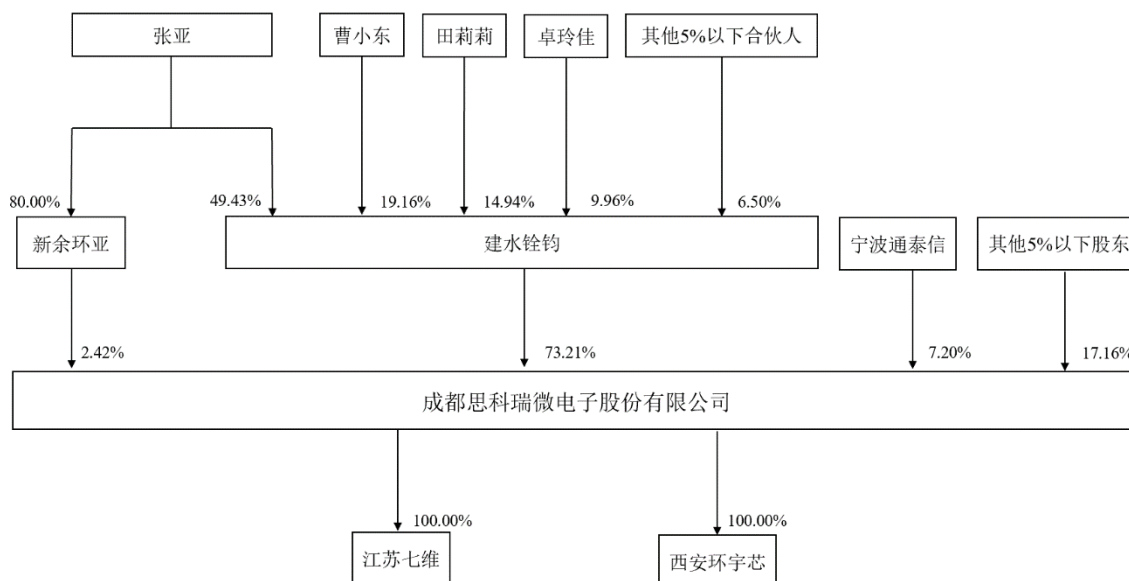 张亚
曹小东
田莉莉
卓玲佳
其他5%以下合伙人
80.00%
49.43%
19.16%
14.94%
9.96%
6.50%
新余环亚
建水铨钧
宁波通泰信
其他5%以下股东
2.42%
73.21%
7.20%
17.16%
成都思科瑞微电子股份有限公司
100.00%
100.00%
江苏七维
西安环宇芯